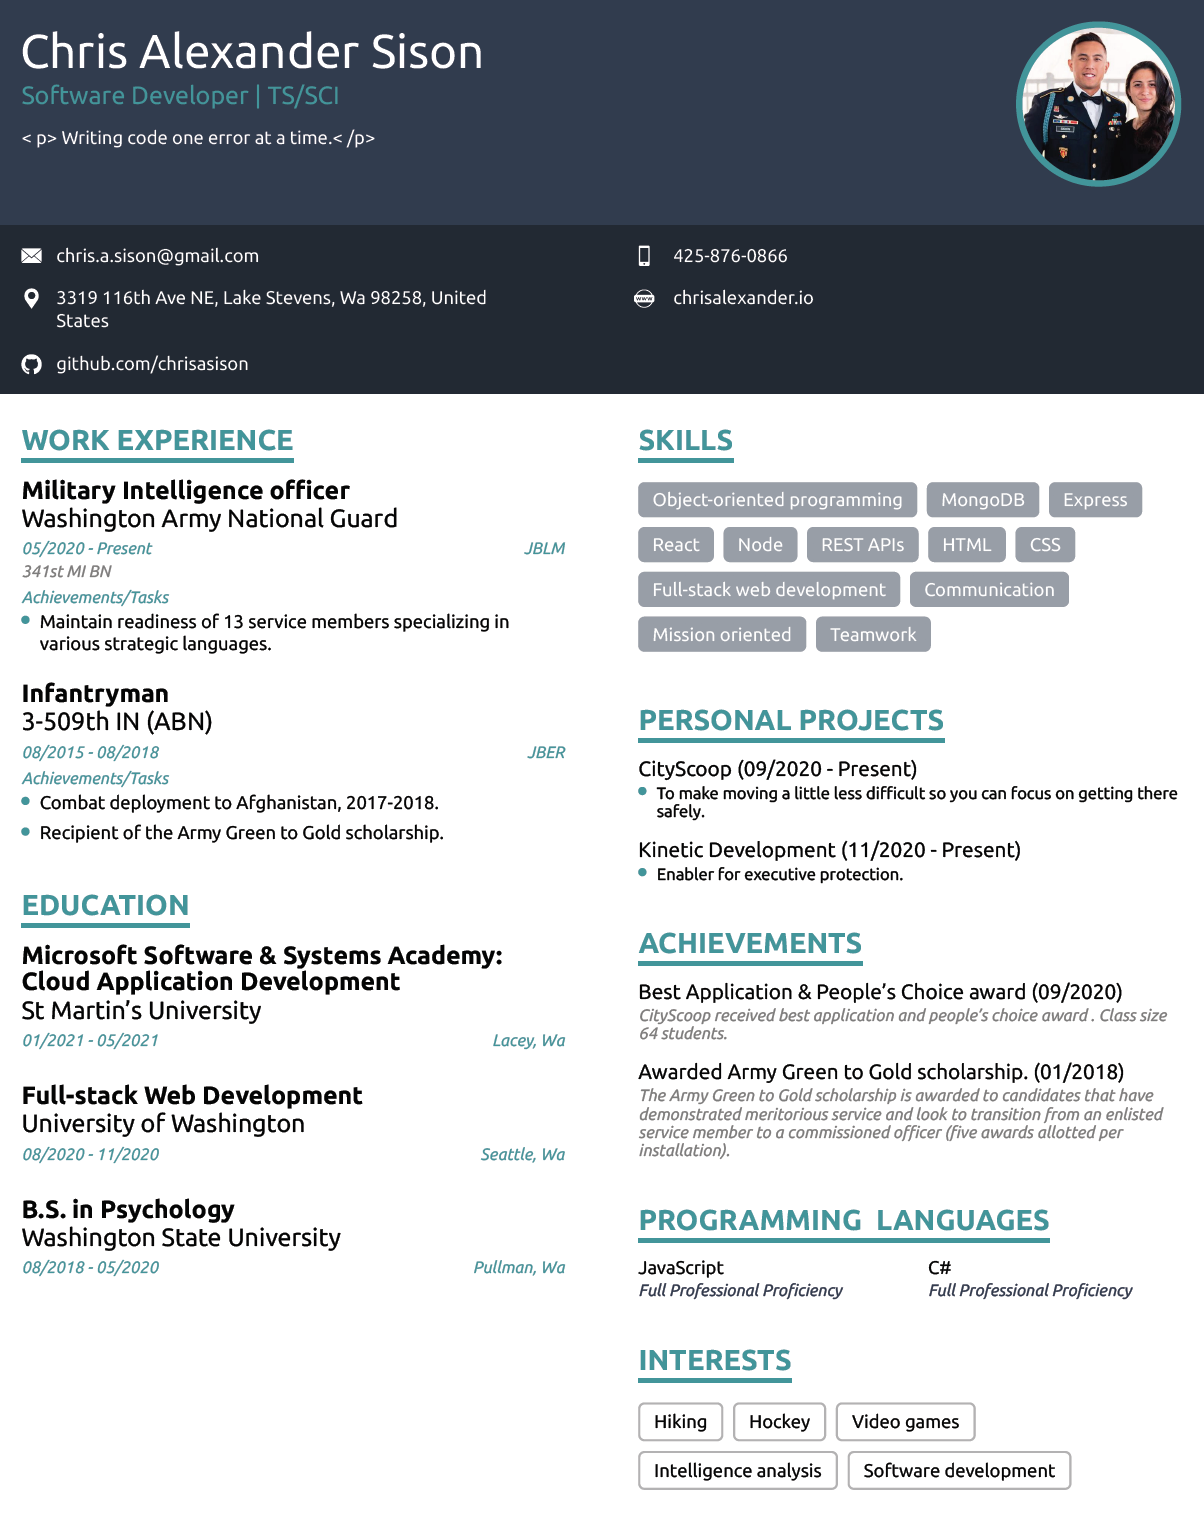 Chris Alexander Sison
Software Developer | TS/SCI
< p> Writing code one error at a time.< /p>
chris.a.sison@gmail.com
425-876-0866
3319 116th Ave NE, Lake Stevens, Wa 98258, United
States
chrisalexander.io
github.com/chrisasison
WORK EXPERIENCE
Military Intelligence officer
Washington Army National Guard
05/2020 - Present
JBLM
341st MI BN
Achievements/Tasks
Maintain readiness of 13 service members specializing in
various strategic languages.
Infantryman
3-509th IN (ABN)
08/2015 - 08/2018
JBER
Achievements/Tasks
Combat deployment to Afghanistan, 2017-2018.
Recipient of the Army Green to Gold scholarship.
EDUCATION
Microsoft Software & Systems Academy:
Cloud Application Development
St Martin's University
01/2021 - 05/2021
Lacey, Wa
Full-stack Web Development
University of Washington
08/2020 - 11/2020
Seattle, Wa
B.S. in Psychology
Washington State University
08/2018 - 05/2020
Pullman, Wa
SKILLS
Object-oriented programming MongoDB Express
React Node REST APIs HTML CSS
Full-stack web development Communication
Mission oriented Teamwork
PERSONAL PROJECTS
CityScoop (09/2020 - Present)
To make moving a little less difficult so you can focus on getting there
safely.
Kinetic Development (11/2020 - Present)
Enabler for executive protection.
ACHIEVEMENTS
Best Application & People's Choice award (09/2020)
CityScoop received best application and people's choice award . Class size
64 students.
Awarded Army Green to Gold scholarship. (01/2018)
The Army Green to Gold scholarship is awarded to candidates that have
demonstrated meritorious service and look to transition from an enlisted
service member to a commissioned officer (five awards allotted per
installation).
PROGRAMMING LANGUAGES
JavaScript
Full Professional Proficiency
C#
Full Professional Proficiency
INTERESTS
Hiking Hockey Video games
Intelligence analysis Software development